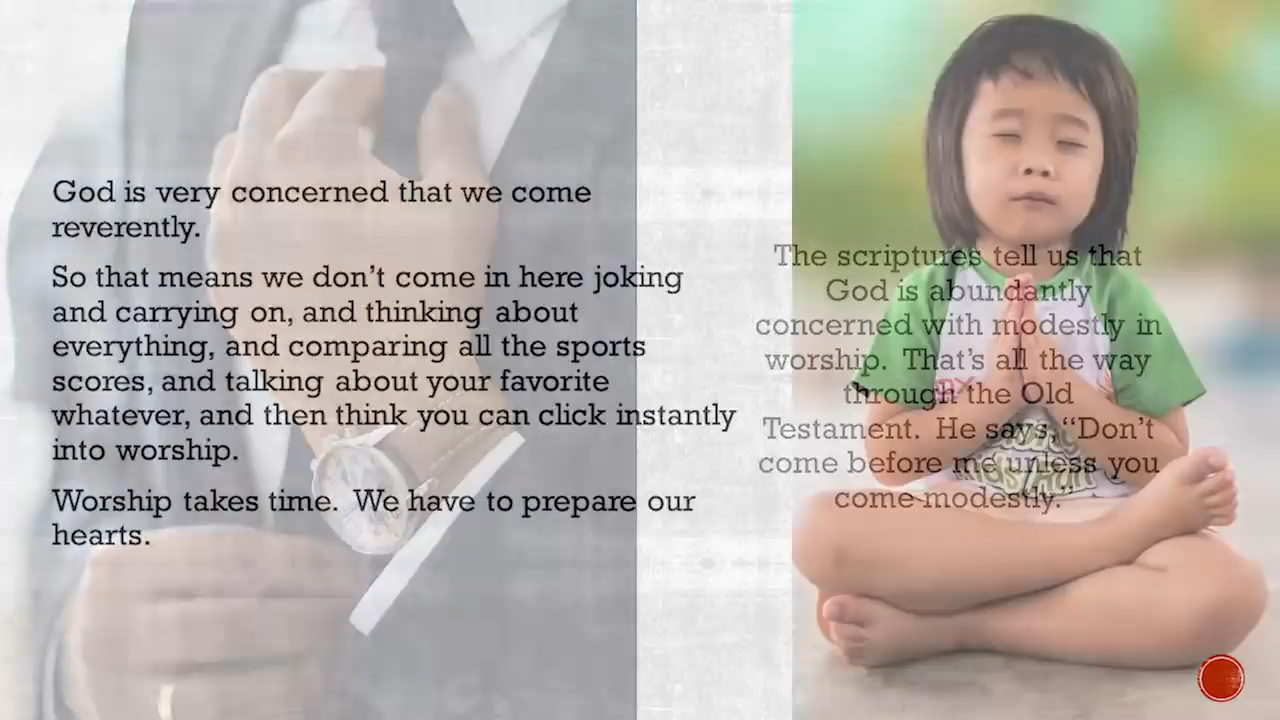 God is very concerned that we come
reverently.
So that means we don't come in here joking
and carrying on, and thinking about
everything, and comparing all the sports
scores, and talking about your favorite
whatever, and then think you can click instantly
into worship.
Worship takes time.  We have to prepare our
hearts.
The scriptures tell us that
God is abundantly
concerned with modestly in
worship.  That's all the way
through the Old
Testament.  He says, “Don't
come before me unless you
come modestly.